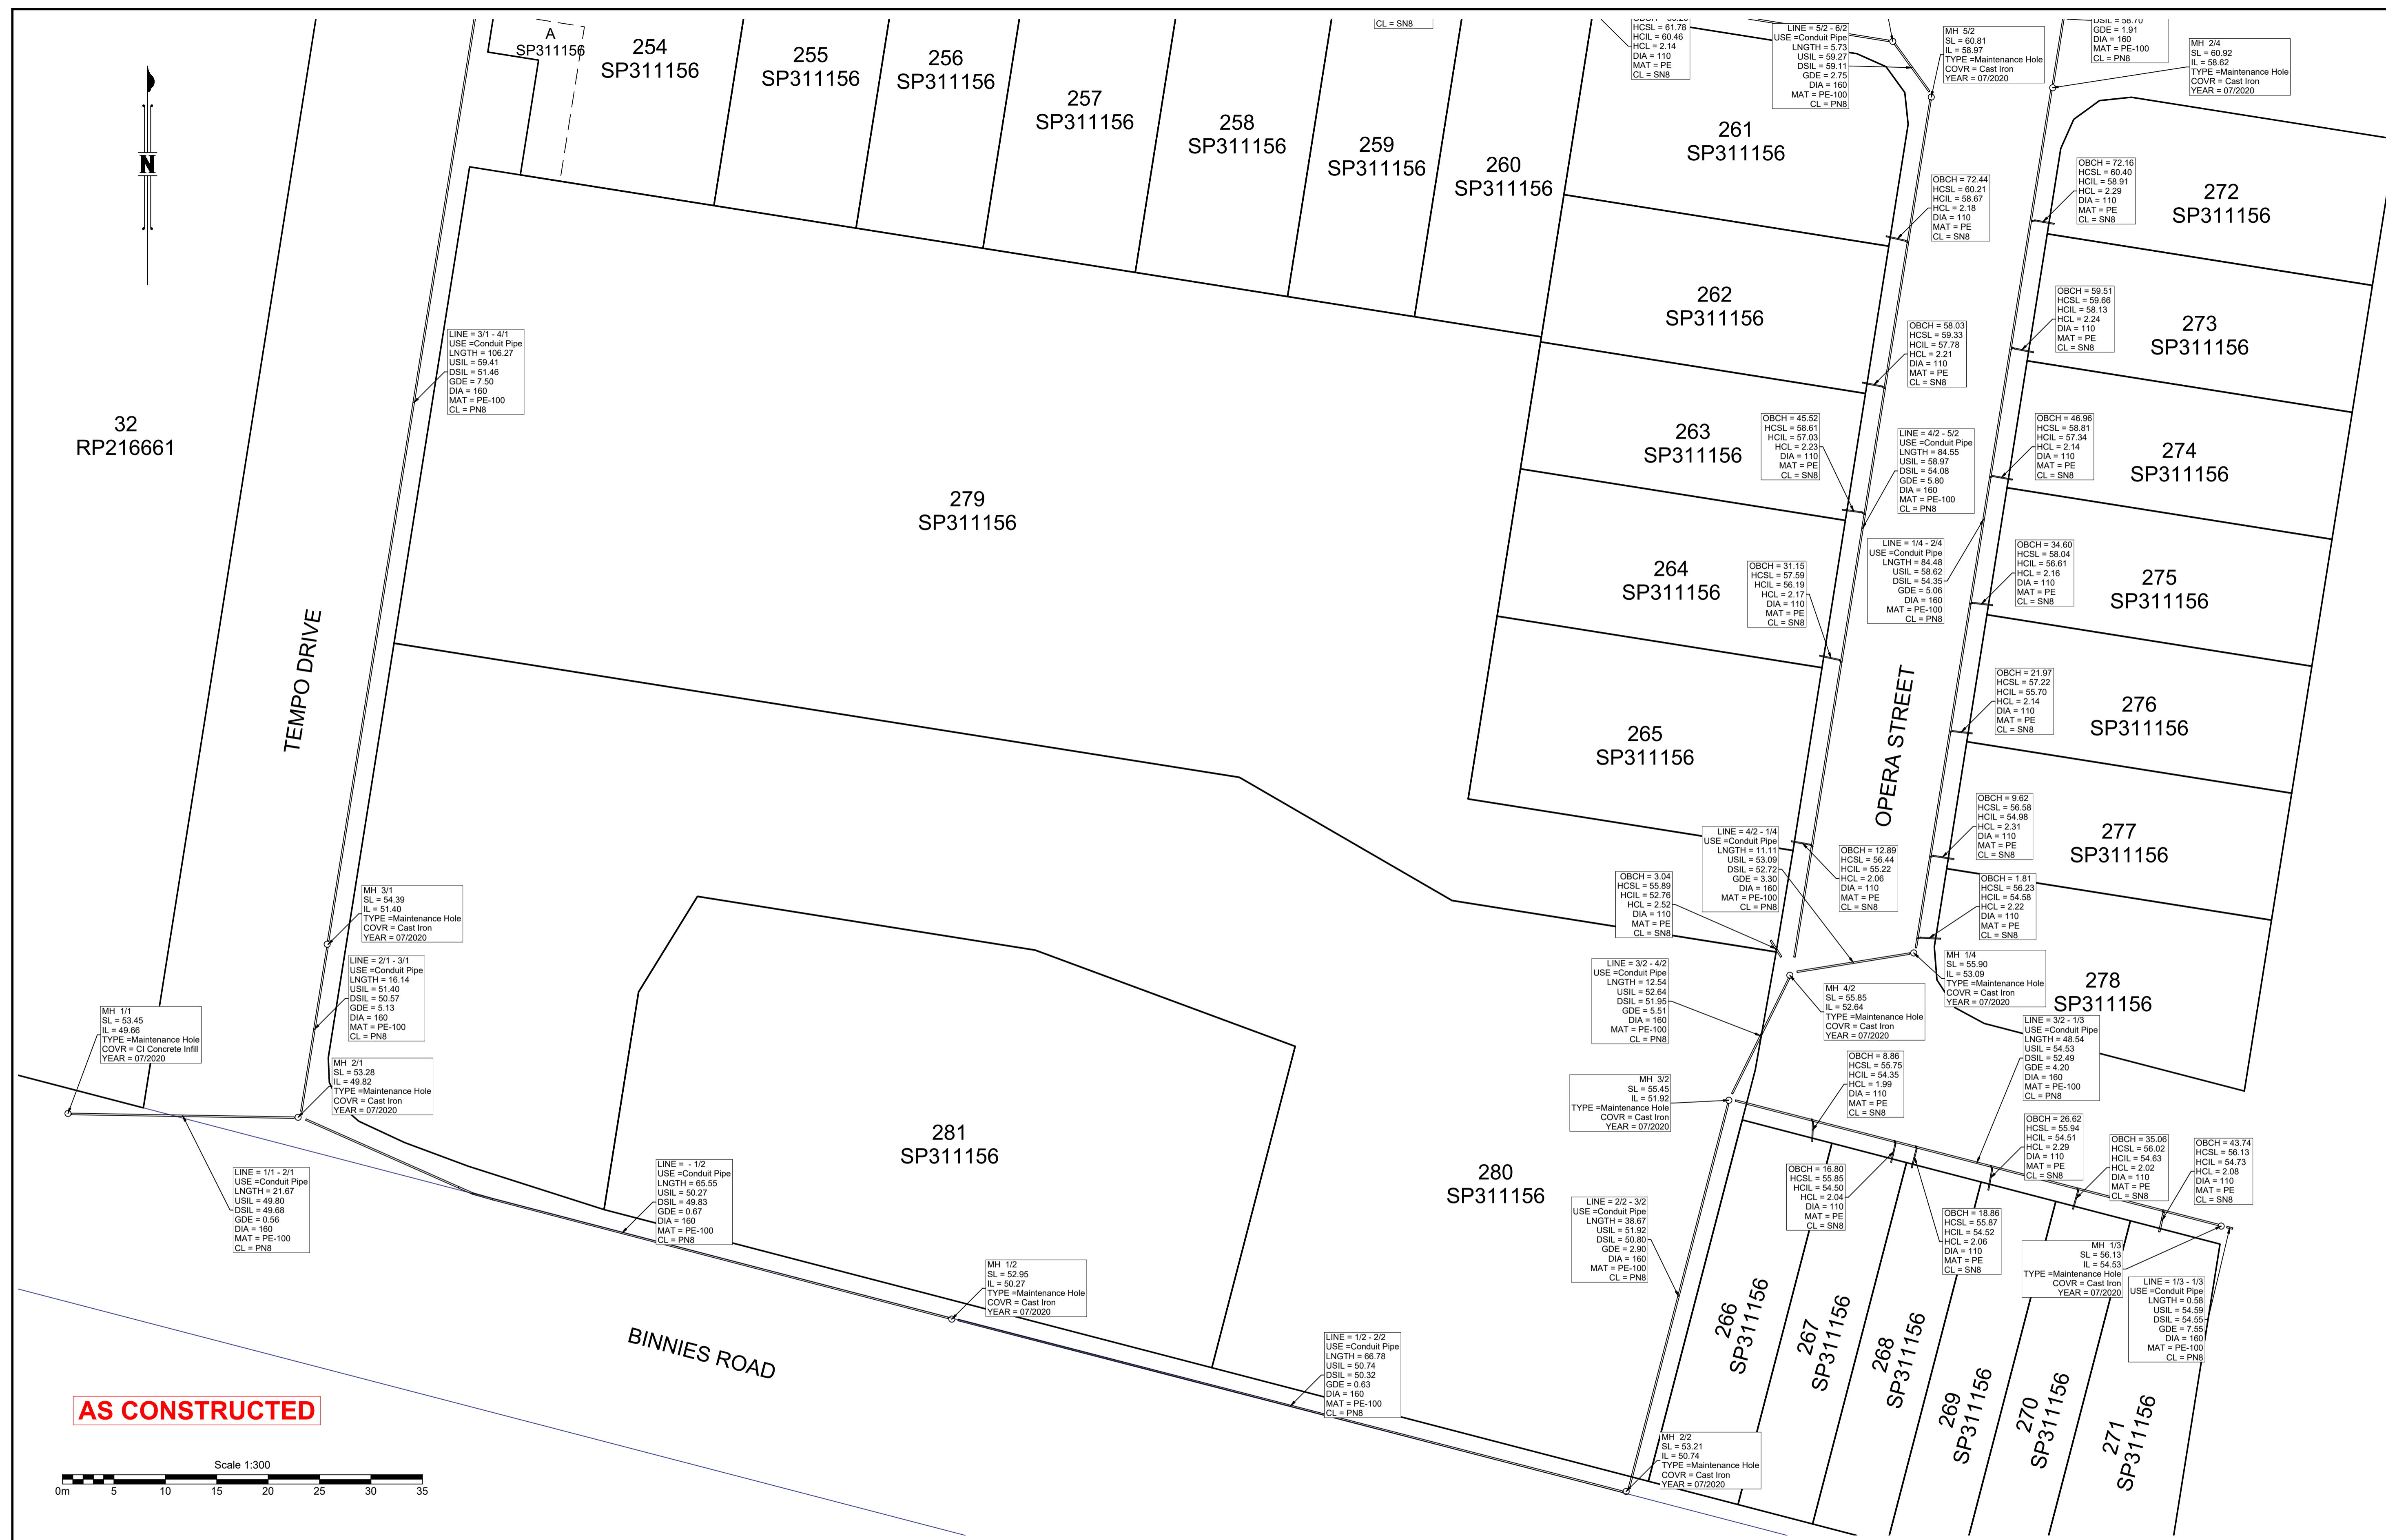 A
SP311156
254
SP311156
255
SP311156
256
SP311156
257
SP311156
258
SP311156
259
SP311156
260
SP311156
CL = SN8
HCSL = 61.78
HCIL = 60.46
HCL = 2.14
DIA = 110
MAT = PE
CL = SN8
LINE = 5/2 - 6/2
USE =Conduit Pipe
LNGTH = 5.73
USIL = 59.27
DSIL = 59.11
GDE = 2.75
DIA = 160
MAT = PE-100
CL = PN8
MH 5/2
SL = 60.81
IL = 58.97
TYPE =Maintenance Hole
COVR = Cast Iron
YEAR = 07/2020
DSIL = 58.70
GDE = 1.91
DIA = 160
MAT = PE-100
CL = PN8
MH 2/4
SL = 60.92
IL = 58.62
TYPE =Maintenance Hole
COVR = Cast Iron
YEAR = 07/2020
N
261
SP311156
OBCH = 72.44
HCSL = 60.21
HCIL = 58.67
HCL = 2.18
DIA = 110
MAT = PE
CL = SN8
OBCH = 72.16
HCSL = 60.40
HCIL = 58.91
HCL = 2.29
DIA = 110
MAT = PE
CL = SN8
272
SP311156
262
SP311156
OBCH = 58.03
HCSL = 59.33
HCIL = 57.78
HCL = 2.21
DIA = 110
MAT = PE
CL = SN8
OBCH = 59.51
HCSL = 59.66
HCIL = 58.13
HCL = 2.24
DIA = 110
MAT = PE
CL = SN8
273
SP311156
LINE = 3/1 - 4/1
USE =Conduit Pipe
LNGTH = 106.27
USIL = 59.41
DSIL = 51.46
GDE = 7.50
DIA = 160
MAT = PE-100
CL = PN8
32
RP216661
279
SP311156
263
SP311156
OBCH = 45.52
HCSL = 58.61
HCIL = 57.03
HCL = 2.23
DIA = 110
MAT = PE
CL = SN8
LINE = 4/2 - 5/2
USE =Conduit Pipe
LNGTH = 84.55
USIL = 58.97
DSIL = 54.08
GDE = 5.80
DIA = 160
MAT = PE-100
CL = PN8
OBCH = 46.96
HCSL = 58.81
HCIL = 57.34
HCL = 2.14
DIA = 110
MAT = PE
CL = SN8
274
SP311156
264
SP311156
OBCH = 31.15
HCSL = 57.59
HCIL = 56.19
HCL = 2.17
DIA = 110
MAT = PE
CL = SN8
LINE = 1/4 - 2/4
USE =Conduit Pipe
LNGTH = 84.48
USIL = 58.62
DSIL = 54.35
GDE = 5.06
DIA = 160
MAT = PE-100
CL = PN8
OBCH = 34.60
HCSL = 58.04
HCIL = 56.61
HCL = 2.16
DIA = 110
MAT = PE
CL = SN8
275
SP311156
TEMPO DRIVE
OPERA STREET
265
SP311156
OBCH = 21.97
HCSL = 57.22
HCIL = 55.70
HCL = 2.14
DIA = 110
MAT = PE
CL = SN8
276
SP311156
LINE = 4/2 - 1/4
USE =Conduit Pipe
LNGTH = 11.11
USIL = 53.09
DSIL = 52.72
GDE = 3.30
DIA = 160
MAT = PE-100
CL = PN8
OBCH = 12.89
HCSL = 56.44
HCIL = 55.22
HCL = 2.06
DIA = 110
MAT = PE
CL = SN8
OBCH = 9.62
HCSL = 56.58
HCIL = 54.98
HCL = 2.31
DIA = 110
MAT = PE
CL = SN8
277
SP311156
OBCH = 3.04
HCSL = 55.89
HCIL = 52.76
HCL = 2.52
DIA = 110
MAT = PE
CL = SN8
OBCH = 1.81
HCSL = 56.23
HCIL = 54.58
HCL = 2.22
DIA = 110
MAT = PE
CL = SN8
MH 3/1
SL = 54.39
IL = 51.40
TYPE =Maintenance Hole
COVR = Cast Iron
YEAR = 07/2020
LINE = 2/1 - 3/1
USE =Conduit Pipe
LNGTH = 16.14
USIL = 51.40
DSIL = 50.57
GDE = 5.13
DIA = 160
MAT = PE-100
CL = PN8
LINE = 3/2 - 4/2
USE =Conduit Pipe
LNGTH = 12.54
USIL = 52.64
DSIL = 51.95
GDE = 5.51
DIA = 160
MAT = PE-100
CL = PN8
MH 4/2
SL = 55.85
IL = 52.64
TYPE =Maintenance Hole
COVR = Cast Iron
YEAR = 07/2020
MH 1/4
SL = 55.90
IL = 53.09
TYPE =Maintenance Hole
COVR = Cast Iron
YEAR = 07/2020
278
SP311156
MH 1/1
SL = 53.45
IL = 49.66
TYPE =Maintenance Hole
COVR = CI Concrete Infill
YEAR = 07/2020
MH 2/1
SL = 53.28
IL = 49.82
TYPE =Maintenance Hole
COVR = Cast Iron
YEAR = 07/2020
LINE = 3/2 - 1/3
USE =Conduit Pipe
LNGTH = 48.54
USIL = 54.53
DSIL = 52.49
GDE = 4.20
DIA = 160
MAT = PE-100
CL = PN8
MH 3/2
SL = 55.45
IL = 51.92
TYPE =Maintenance Hole
COVR = Cast Iron
YEAR = 07/2020
OBCH = 8.86
HCSL = 55.75
HCIL = 54.35
HCL = 1.99
DIA = 110
MAT = PE
CL = SN8
281
SP311156
280
SP311156
LINE = 1/1 - 2/1
USE =Conduit Pipe
LNGTH = 21.67
USIL = 49.80
DSIL = 49.68
GDE = 0.56
DIA = 160
MAT = PE-100
CL = PN8
LINE = - 1/2
USE =Conduit Pipe
LNGTH = 65.55
USIL = 50.27
DSIL = 49.83
GDE = 0.67
DIA = 160
MAT = PE-100
CL = PN8
OBCH = 16.80
HCSL = 55.85
HCIL = 54.50
HCL = 2.04
DIA = 110
MAT = PE
CL = SN8
OBCH = 26.62
HCSL = 55.94
HCIL = 54.51
HCL = 2.29
DIA = 110
MAT = PE
CL = SN8
OBCH = 35.06
HCSL = 56.02
HCIL = 54.63
HCL = 2.02
DIA = 110
MAT = PE
CL = SN8
OBCH = 43.74
HCSL = 56.13
HCIL = 54.73
HCL = 2.08
DIA = 110
MAT = PE
CL = SN8
LINE = 2/2 - 3/2
USE =Conduit Pipe
LNGTH = 38.67
USIL = 51.92
DSIL = 50.80
GDE = 2.90
DIA = 160
MAT = PE-100
CL = PN8
OBCH = 18.86
HCSL = 55.87
HCIL = 54.52
HCL = 2.06
DIA = 110
MAT = PE
CL = SN8
MH 1/3
SL = 56.13
IL = 54.53
TYPE =Maintenance Hole
COVR = Cast Iron
YEAR = 07/2020
LINE = 1/3 - 1/3
USE =Conduit Pipe
LNGTH = 0.58
USIL = 54.59
DSIL = 54.55
GDE = 7.55
DIA = 160
MAT = PE-100
CL = PN8
MH 1/2
SL = 52.95
IL = 50.27
TYPE =Maintenance Hole
COVR = Cast Iron
YEAR = 07/2020
BINNIES ROAD
LINE = 1/2 - 2/2
USE =Conduit Pipe
LNGTH = 66.78
USIL = 50.74
DSIL = 50.32
GDE = 0.63
DIA = 160
MAT = PE-100
CL = PN8
266
SP311156
267
SP311156
268
SP311156
269
SP311156
270
SP311156
271
SP311156
MH 2/2
SL = 53.21
IL = 50.74
TYPE =Maintenance Hole
COVR = Cast Iron
YEAR = 07/2020
AS CONSTRUCTED
Scale 1:300
0m 5 10 15 20 25 30 35